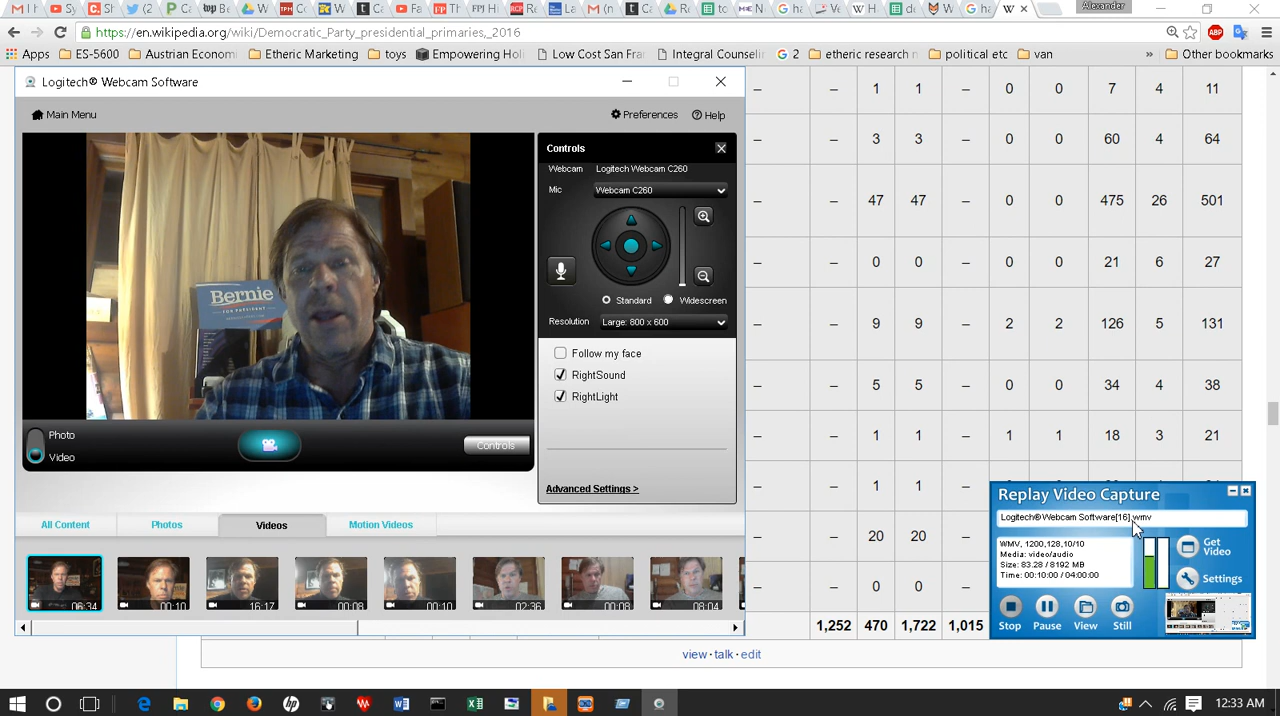 Alexander
https://en.wikipedia.org/wiki/Democratic_Party_presidential_primaries,_2016
Apps ES-5600 Austrian Econom Etheric Marketing toys Empowering Holi Low Cost San Fra Integral Counselin 2 etheric research political etc van » Other bookmarks
Logitech® Webcam Software
Main Menu Preferences Help
Controls
Webcam Logitech Webcam C260
Mic Webcam C260
Standard Widescreen
Resolution Large: 800 x 600
Follow my face
RightSound
RightLight
Advanced Settings >
Bernie
FOR PRESIDENT
Photo
Video
Controls
All Content Photos Videos Motion Videos
06:34 00:10 16:17 00:08 00:10 02:36 00:08 08:04
– – 1 1 – 0 0 7 4 11
– – 3 3 – 0 0 60 4 64
– – 47 47 – 0 0 475 26 501
– – 0 0 – 0 0 21 6 27
– – 9 9 – 2 2 126 5 131
– – 5 5 – 0 0 34 4 38
– – 1 1 – 1 1 18 3 21
– – 1 1 –
– – 20 20 –
– – 0 0 –
1,252 470 1,722 1,015
view · talk · edit
Replay Video Capture
Logitech® Webcam Software[16].wmv
WMV, 1200,128,10/10
Media: video/audio
Size: 83.28 / 8192 MB
Time: 00:10:00 / 04:00:00
Get
Video
Settings
Stop Pause View Still
12:33 AM